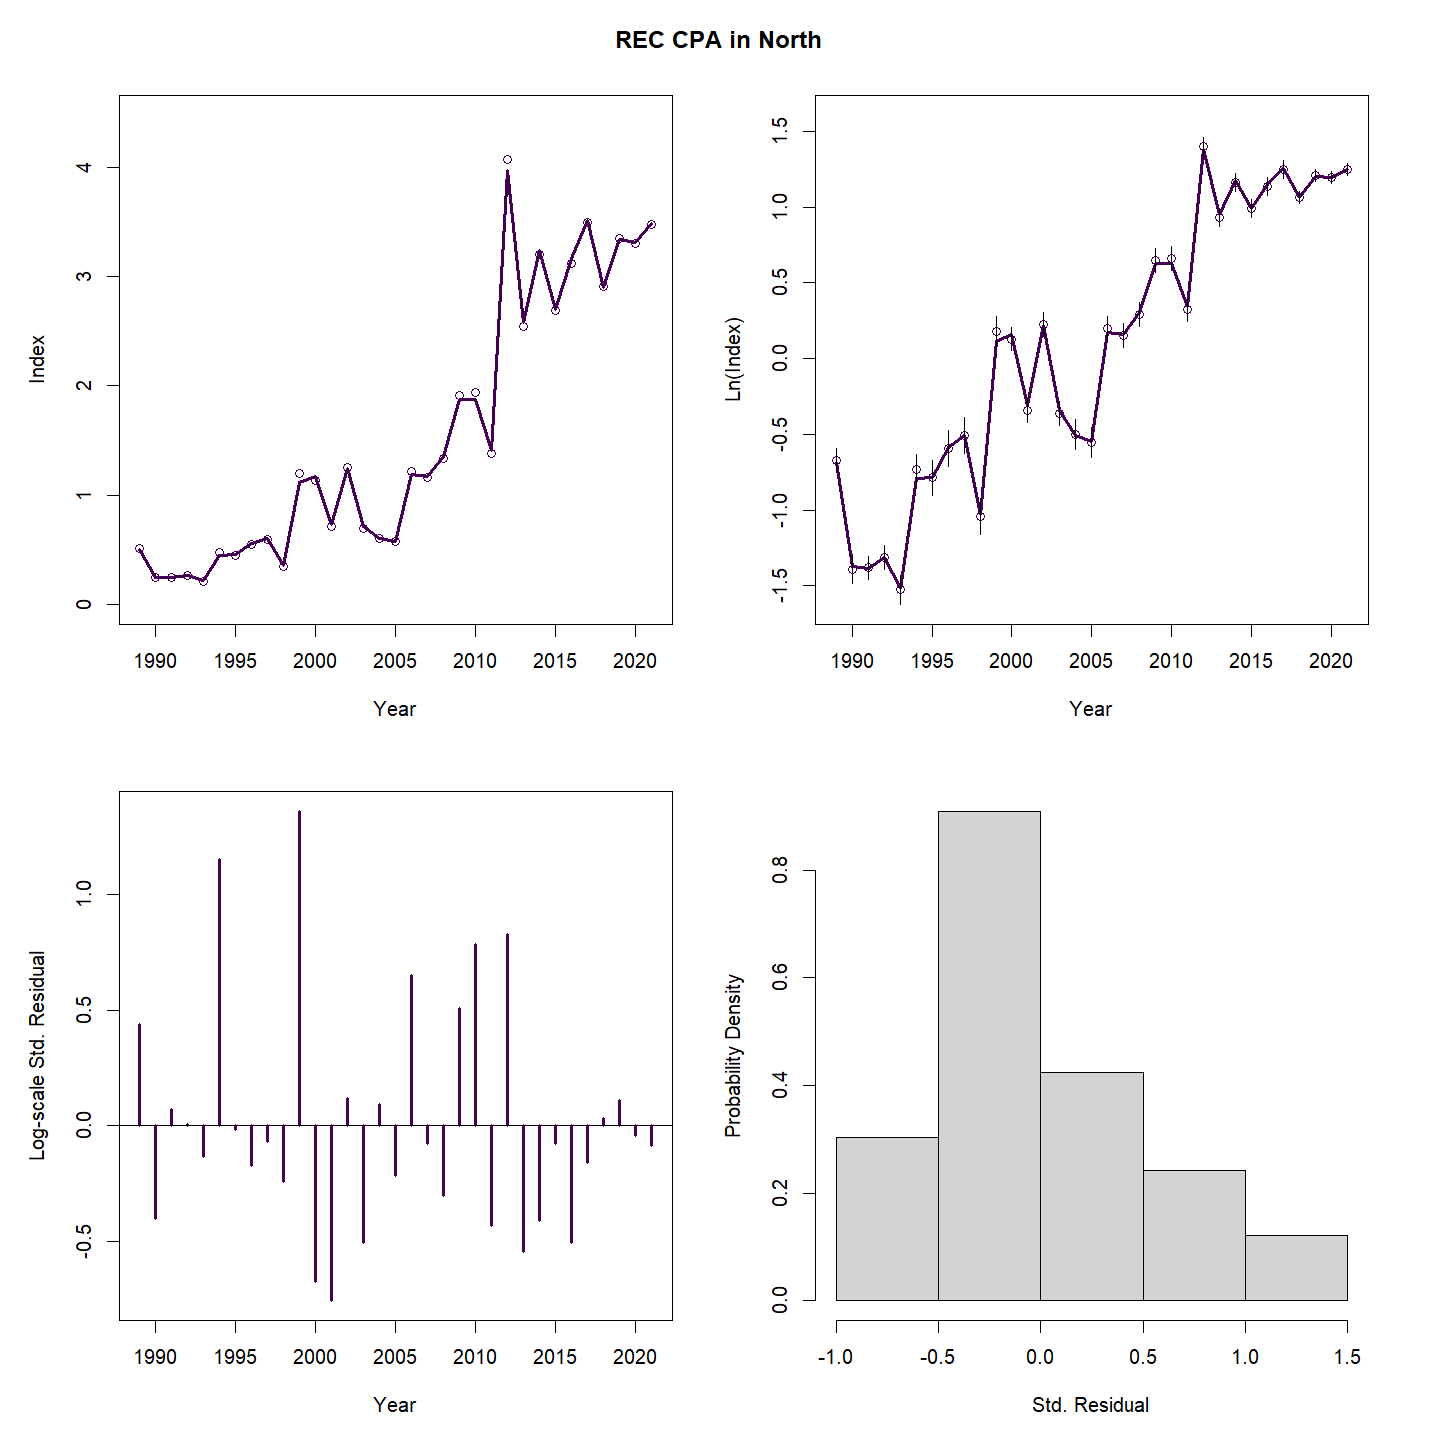 REC CPA in North
Index
0 1 2 3 4
1990 1995 2000 2005 2010 2015 2020
Year
Ln(Index)
-1.5 -1.0 -0.5 0.0 0.5 1.0 1.5
1990 1995 2000 2005 2010 2015 2020
Year
Log-scale Std. Residual
-0.5 0.0 0.5 1.0
1990 1995 2000 2005 2010 2015 2020
Year
Probability Density
0.0 0.2 0.4 0.6 0.8
-1.0 -0.5 0.0 0.5 1.0 1.5
Std. Residual